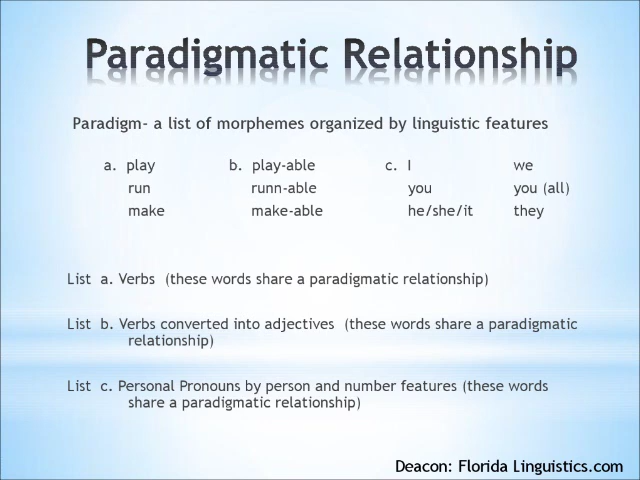 Paradigmatic Relationship
Paradigm- a list of morphemes organized by linguistic features
a. play b. play-able c. I we
run runn-able you you (all)
make make-able he/she/it they
List a. Verbs (these words share a paradigmatic relationship)
List b. Verbs converted into adjectives (these words share a paradigmatic
relationship)
List c. Personal Pronouns by person and number features (these words
share a paradigmatic relationship)
Deacon: Florida Linguistics.com